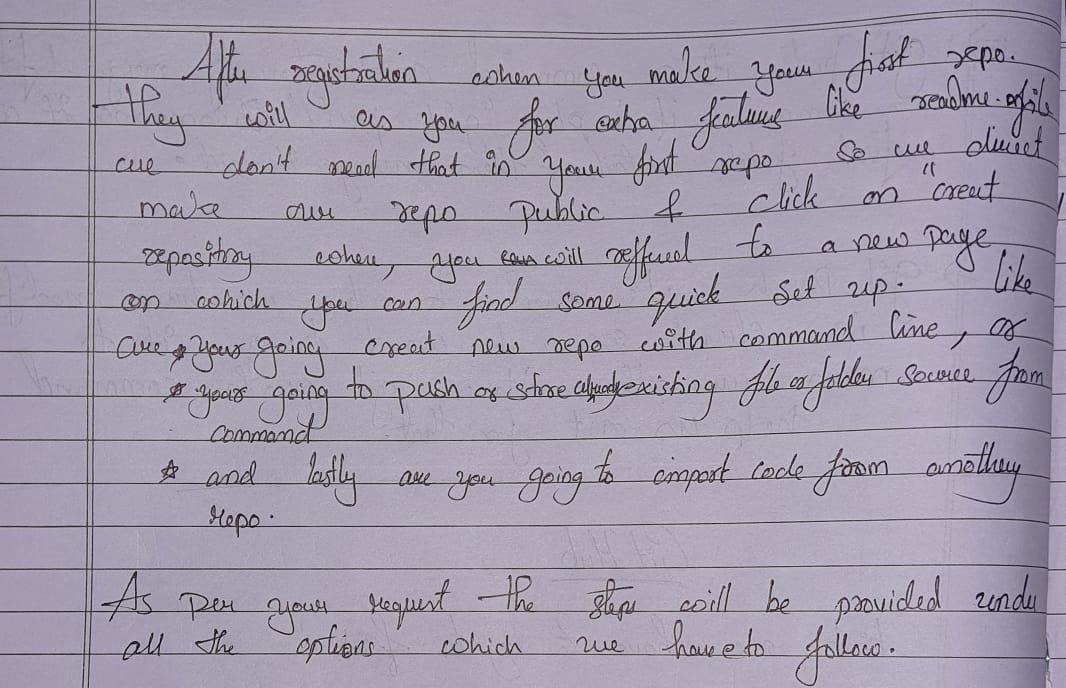 After registration when you make your first repo.
They will as you for extra features like readme.file
we don't need that in your first repo so we direct
make our repo public & click on "creat
repository when, you will reffured to a new page
on which you can find some quick set up. like
are * your going creat new repo with command line, or
* your going to push or store already existing file or folder source from
command
* and lastly are you going to import code from another
repo.
As per your request the steps will be provided under
all the options which we have to follow.